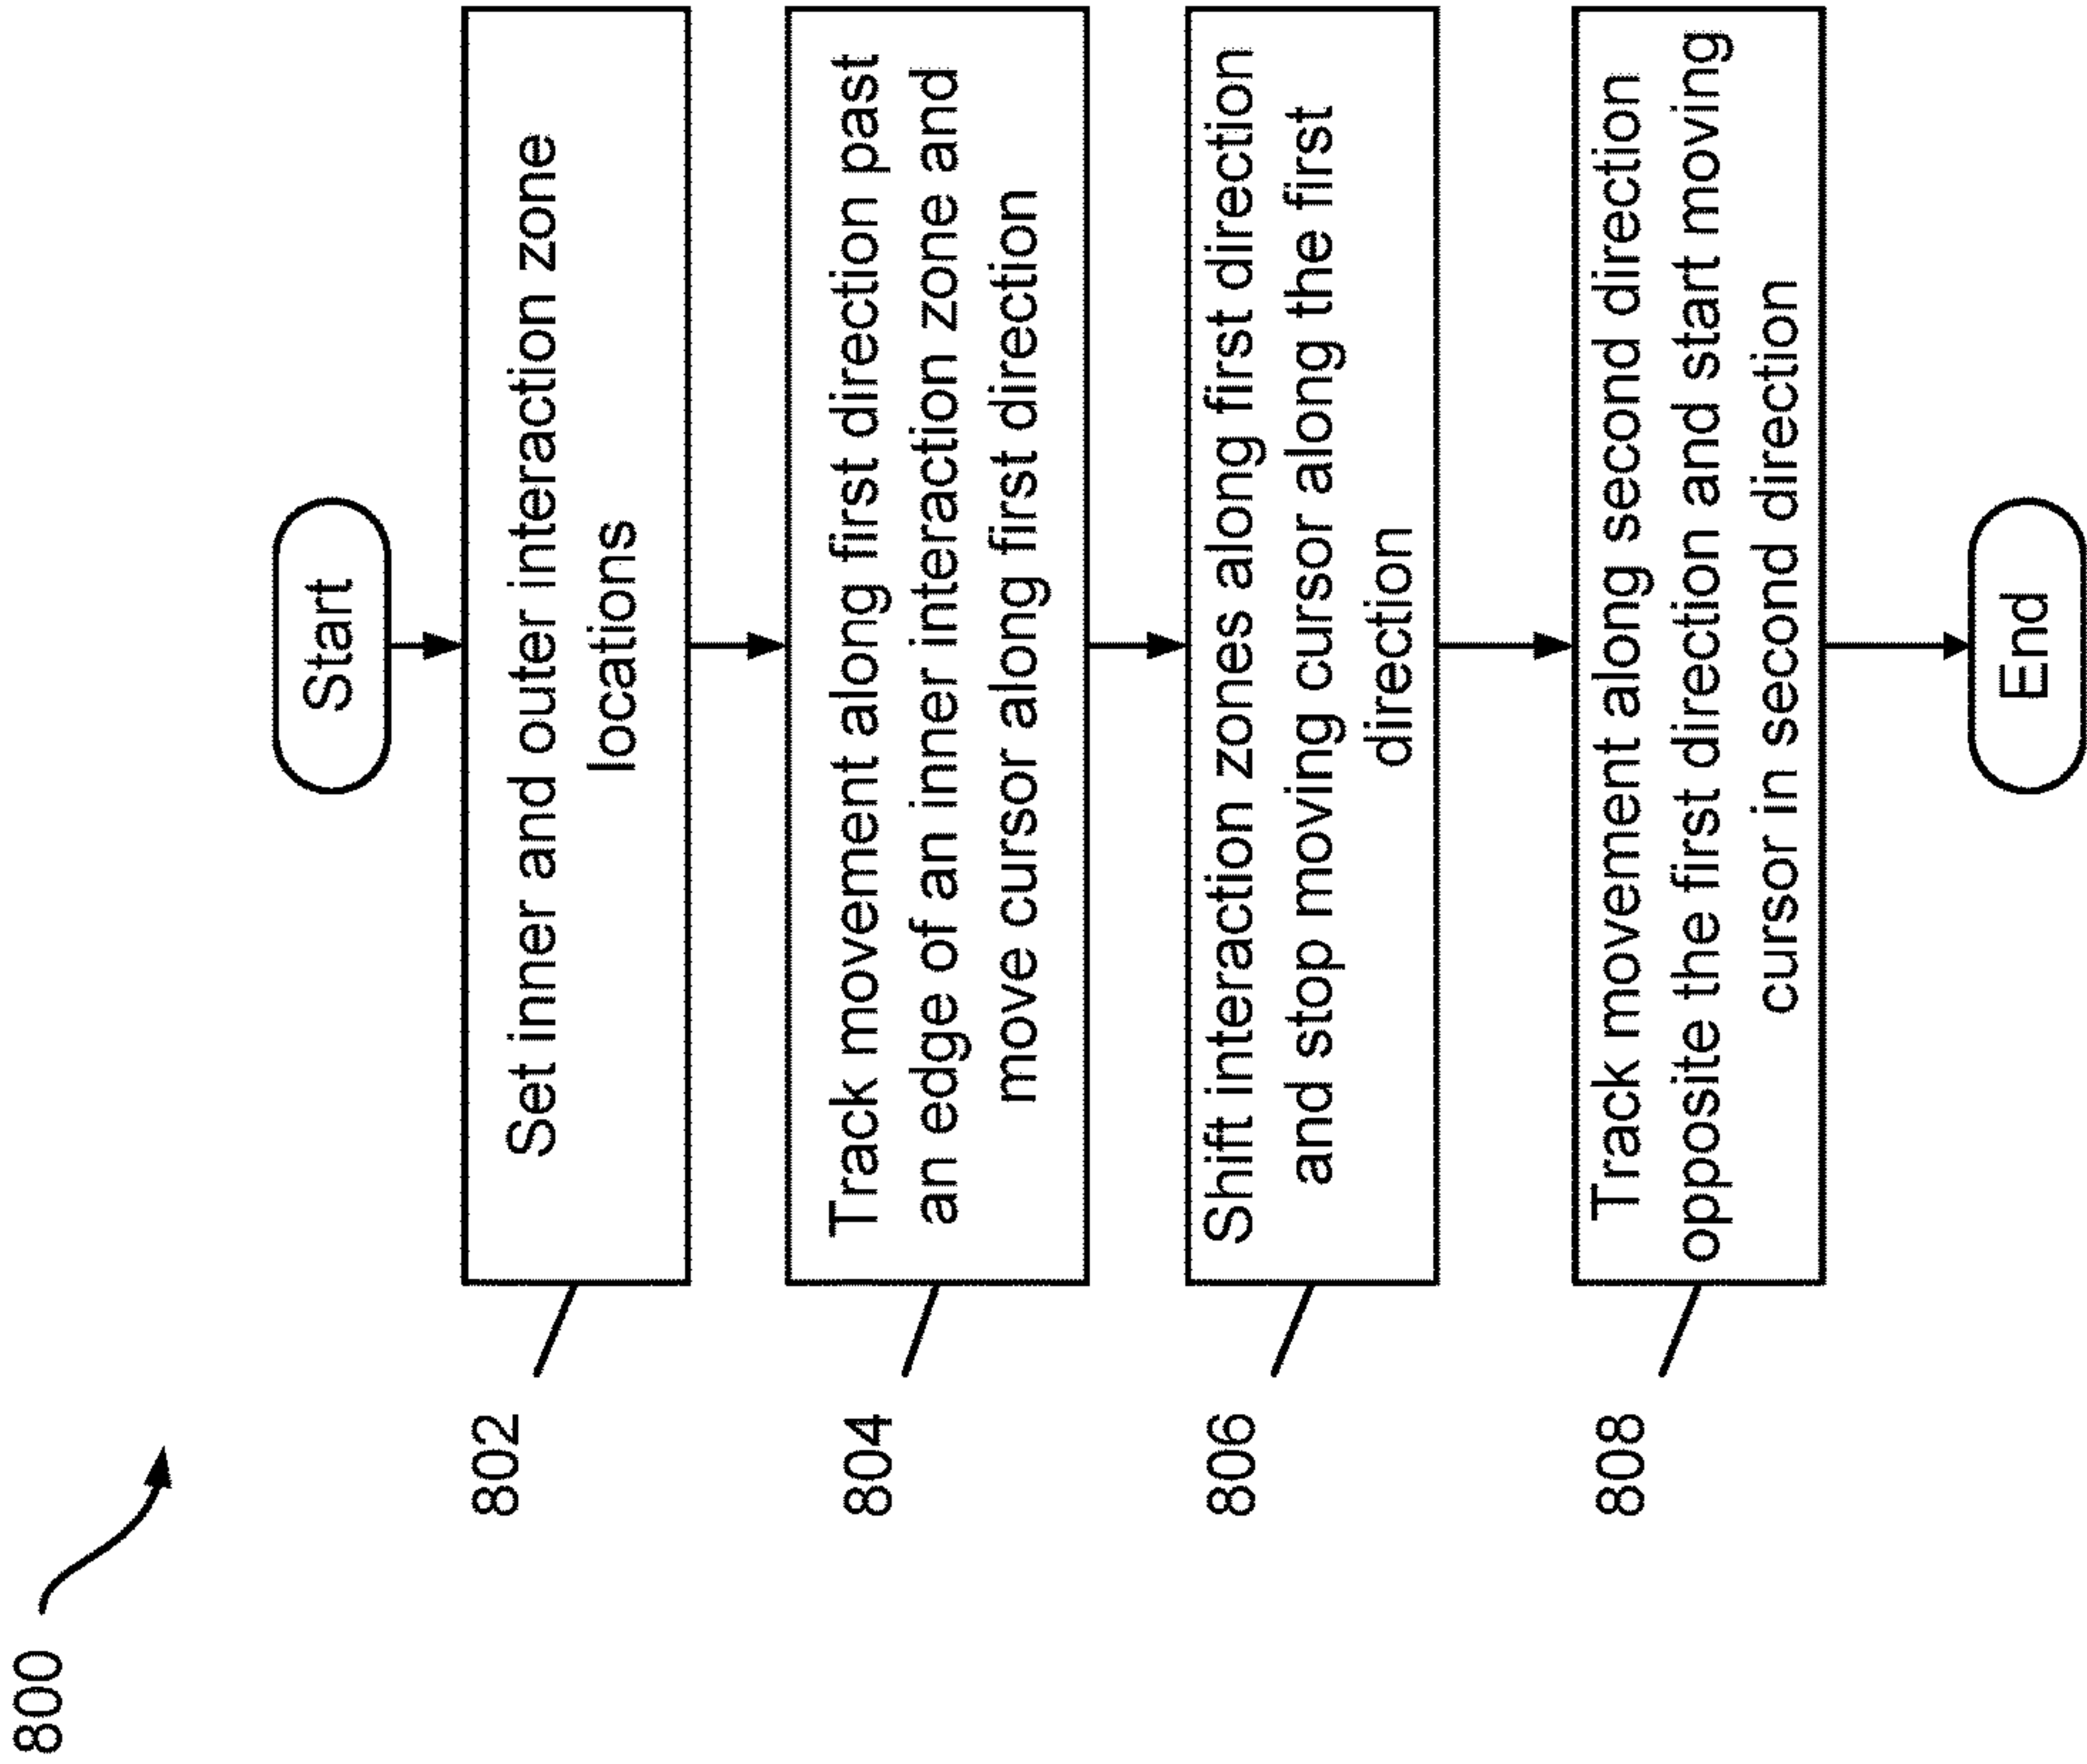 800
Start
802
Set inner and outer interaction zone
locations
804
Track movement along first direction past
an edge of an inner interaction zone and
move cursor along first direction
806
Shift interaction zones along first direction
and stop moving cursor along the first
direction
808
Track movement along second direction
opposite the first direction and start moving
cursor in second direction
End